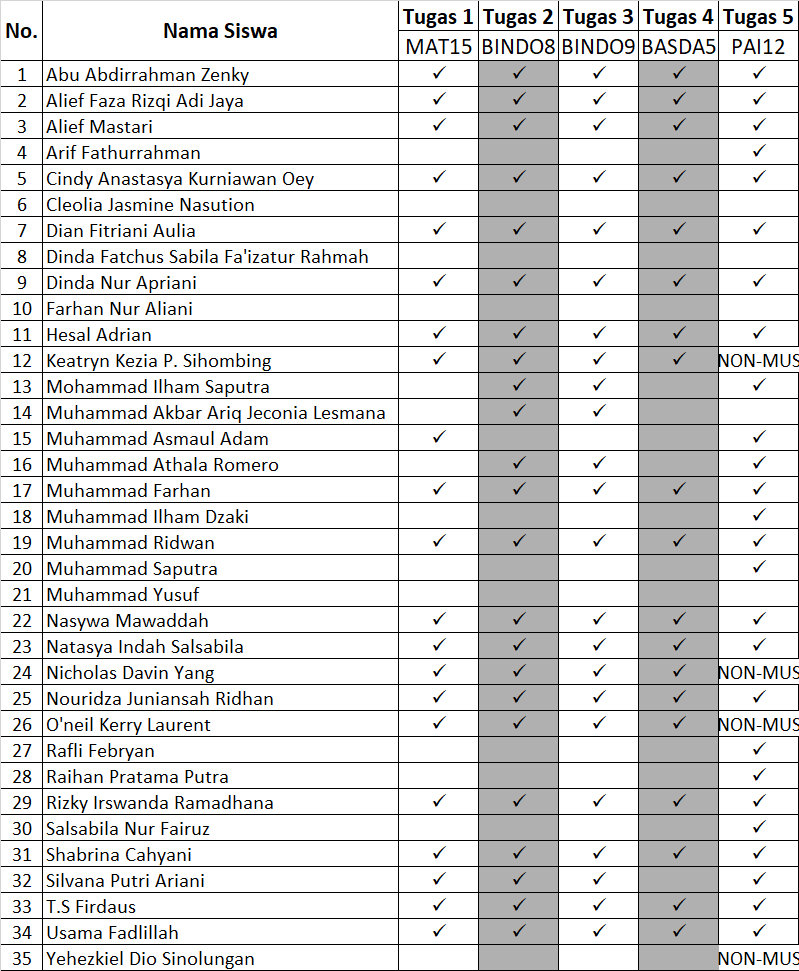 No. Nama Siswa Tugas 1 Tugas 2 Tugas 3 Tugas 4 Tugas 5
MAT15 BINDO8 BINDO9 BASDA5 PAI12
1 Abu Abdirrahman Zenky ✓ ✓ ✓ ✓ ✓
2 Alief Faza Rizqi Adi Jaya ✓ ✓ ✓ ✓ ✓
3 Alief Mastari ✓ ✓ ✓ ✓ ✓
4 Arif Fathurrahman ✓
5 Cindy Anastasya Kurniawan Oey ✓ ✓ ✓ ✓ ✓
6 Cleolia Jasmine Nasution
7 Dian Fitriani Aulia ✓ ✓ ✓ ✓ ✓
8 Dinda Fatchus Sabila Fa'izatur Rahmah
9 Dinda Nur Apriani ✓ ✓ ✓ ✓ ✓
10 Farhan Nur Aliani
11 Hesal Adrian ✓ ✓ ✓ ✓ ✓
12 Keatryn Kezia P. Sihombing ✓ ✓ ✓ ✓ NON-MUS
13 Mohammad Ilham Saputra ✓ ✓ ✓
14 Muhammad Akbar Ariq Jeconia Lesmana ✓ ✓
15 Muhammad Asmaul Adam ✓ ✓
16 Muhammad Athala Romero ✓ ✓ ✓
17 Muhammad Farhan ✓ ✓ ✓ ✓ ✓
18 Muhammad Ilham Dzaki ✓
19 Muhammad Ridwan ✓ ✓ ✓ ✓ ✓
20 Muhammad Saputra ✓
21 Muhammad Yusuf
22 Nasywa Mawaddah ✓ ✓ ✓ ✓ ✓
23 Natasya Indah Salsabila ✓ ✓ ✓ ✓ ✓
24 Nicholas Davin Yang ✓ ✓ ✓ ✓ NON-MUS
25 Nouridza Juniansah Ridhan ✓ ✓ ✓ ✓ ✓
26 O'neil Kerry Laurent ✓ ✓ ✓ ✓ NON-MUS
27 Rafli Febryan ✓
28 Raihan Pratama Putra ✓
29 Rizky Irswanda Ramadhana ✓ ✓ ✓ ✓ ✓
30 Salsabila Nur Fairuz ✓
31 Shabrina Cahyani ✓ ✓ ✓ ✓ ✓
32 Silvana Putri Ariani ✓ ✓ ✓ ✓
33 T.S Firdaus ✓ ✓ ✓ ✓ ✓
34 Usama Fadlillah ✓ ✓ ✓ ✓ ✓
35 Yehezkiel Dio Sinolungan NON-MUS